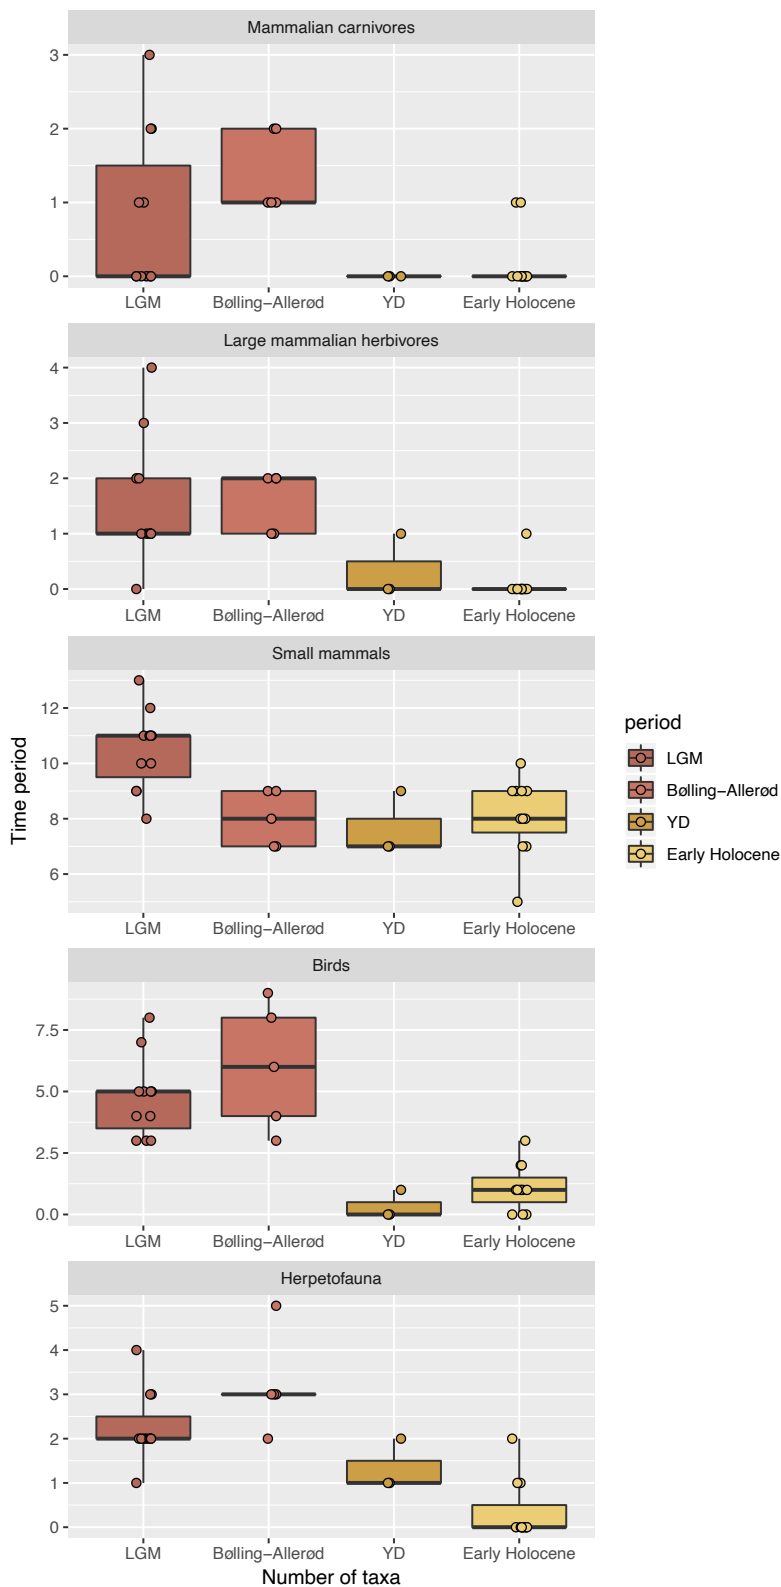 Mammalian carnivores
3
2
1
0
LGM Bølling−Allerød YD Early Holocene
Large mammalian herbivores
4
3
2
1
0
LGM Bølling−Allerød YD Early Holocene
Small mammals
12
10
8
6
LGM Bølling−Allerød YD Early Holocene
Birds
7.5
5.0
2.5
0.0
LGM Bølling−Allerød YD Early Holocene
Herpetofauna
5
4
3
2
1
0
LGM Bølling−Allerød YD Early Holocene
Number of taxa
Time period
period
LGM
Bølling−Allerød
YD
Early Holocene